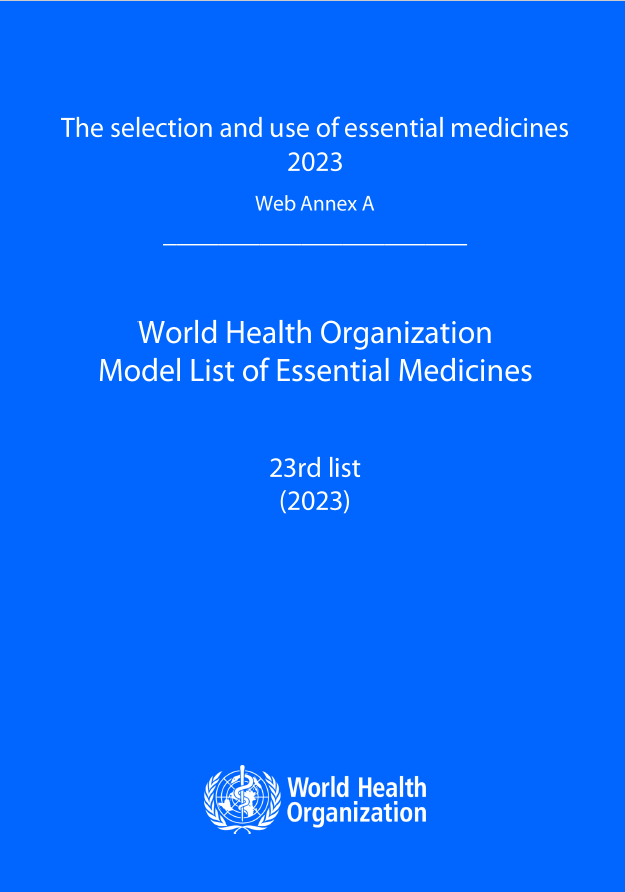 The selection and use of essential medicines
2023
Web Annex A
World Health Organization
Model List of Essential Medicines
23rd list
(2023)
World Health
Organization